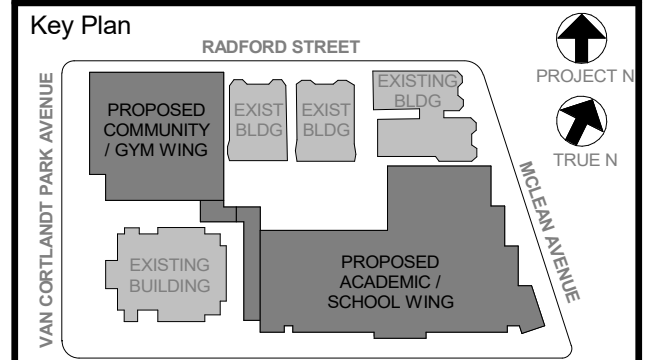 Key Plan
RADFORD STREET
PROJECT N
TRUE N
VAN CORTLANDT PARK AVENUE
PROPOSED
COMMUNITY
/ GYM WING
EXIST
BLDG
EXIST
BLDG
EXISTING
BLDG
MCLEAN AVENUE
EXISTING
BUILDING
PROPOSED
ACADEMIC /
SCHOOL WING